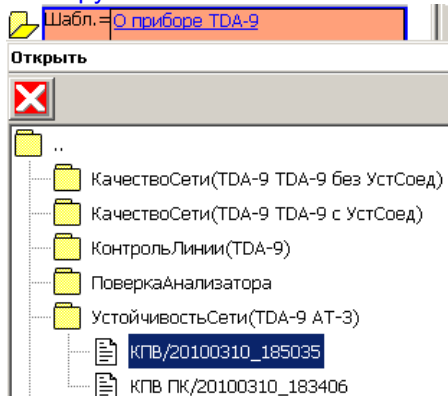 Шабл.=О приборе TDA-9
Открыть
..
КачествоСети(TDA-9 TDA-9 без УстСоед)
КачествоСети(TDA-9 TDA-9 с УстСоед)
КонтрольЛинии(TDA-9)
ПоверкаАнализатора
УстойчивостьСети(TDA-9 AT-3)
КПВ/20100310_185035
КПВ ПК/20100310_183406